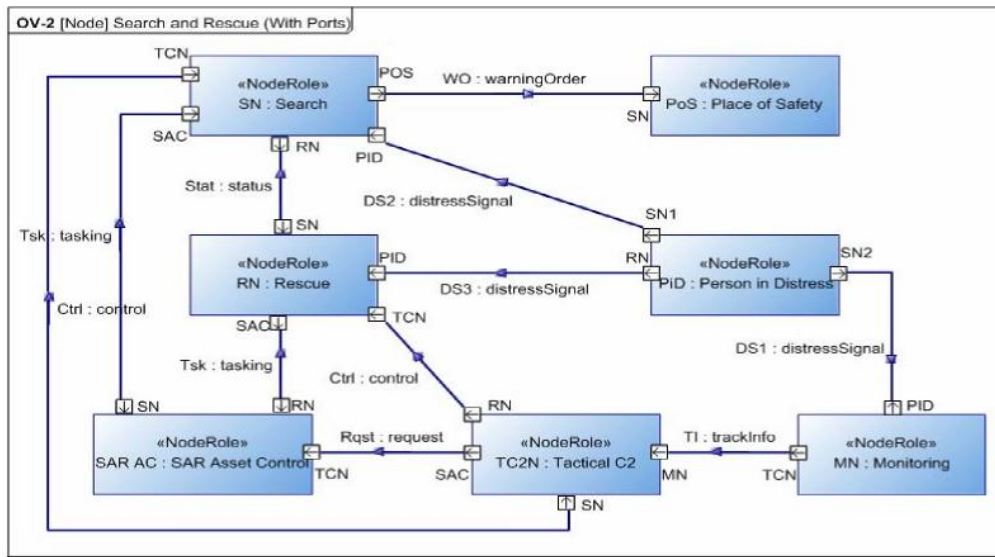 OV-2 [Node] Search and Rescue (With Ports)
TCN
«NodeRole»
SN : Search
POS
WO : warningOrder
SN
«NodeRole»
PoS : Place of Safety
SAC
RN
PID
Stat : status
DS2 : distressSignal
SN
SN1
Tsk : tasking
«NodeRole»
RN : Rescue
PID
DS3 : distressSignal
RN
«NodeRole»
PiD : Person in Distress
SN2
Ctrl : control
SAC
TCN
Tsk : tasking
Ctrl : control
DS1 : distressSignal
SN
RN
RN
PID
«NodeRole»
SAR AC : SAR Asset Control
TCN
Rqst : request
SAC
«NodeRole»
TC2N : Tactical C2
MN
TI : trackInfo
TCN
«NodeRole»
MN : Monitoring
SN